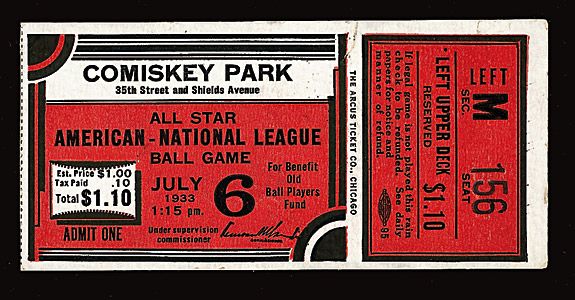 COMISKEY PARK
35th Street and Shields Avenue
ALL STAR
AMERICAN - NATIONAL LEAGUE
BALL GAME
Est. Price $1.00
Tax Paid .10
Total $1.10
ADMIT ONE
JULY
1933
1:15 pm.
6
For Benefit
Old
Ball Players
Fund
Under supervision
commissioner
THE ARCUS TICKET CO., CHICAGO
If legal game is not played this rain
check to be refunded. See daily
papers for notice and
manner of refund.
95
LEFT UPPER DECK
RESERVED $1.10
LEFT
SEC.
M
SEAT
156